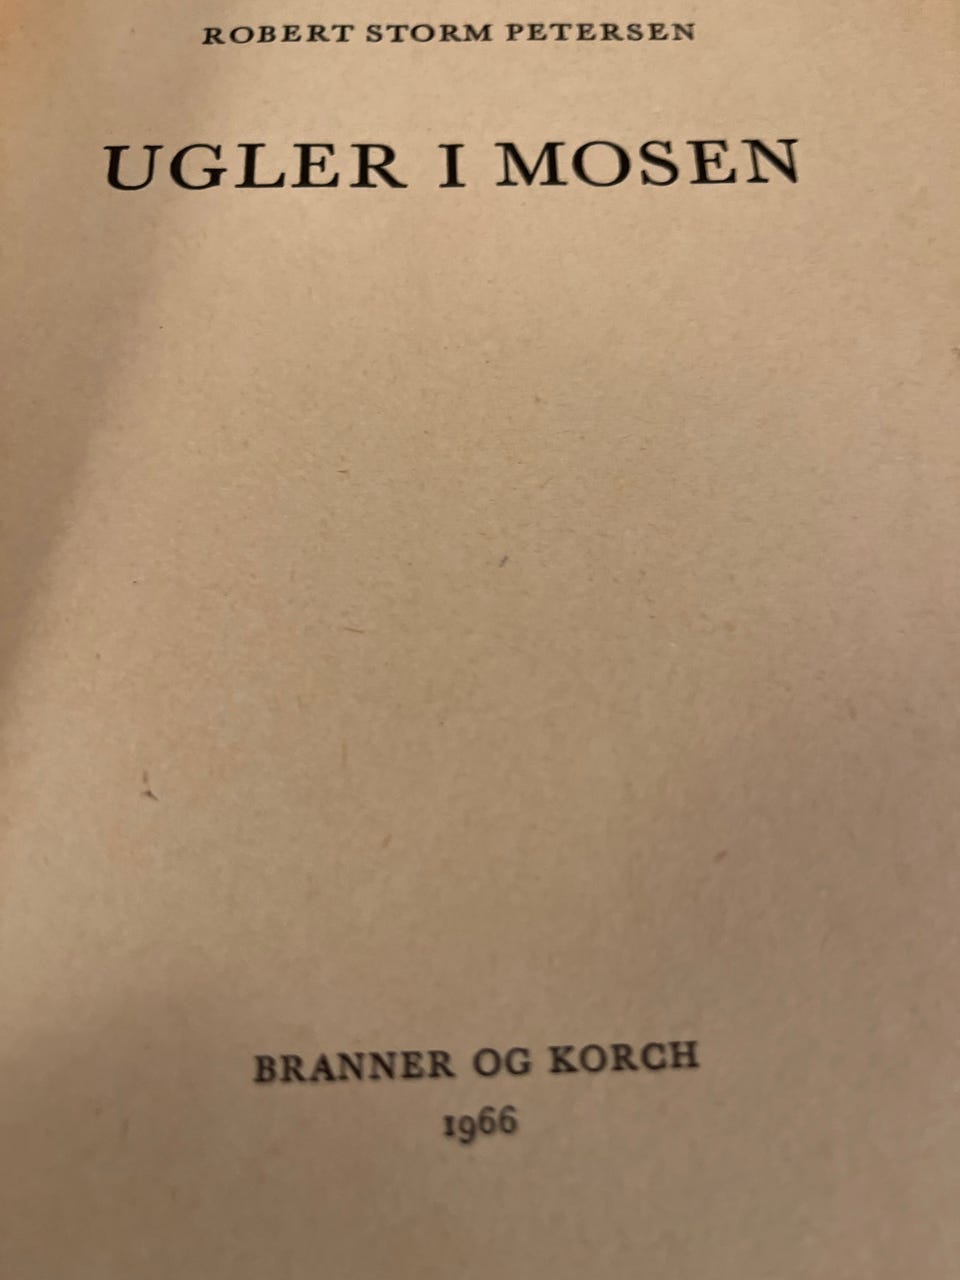 ROBERT STORM PETERSEN
UGLER I MOSEN
BRANNER OG KORCH
1966